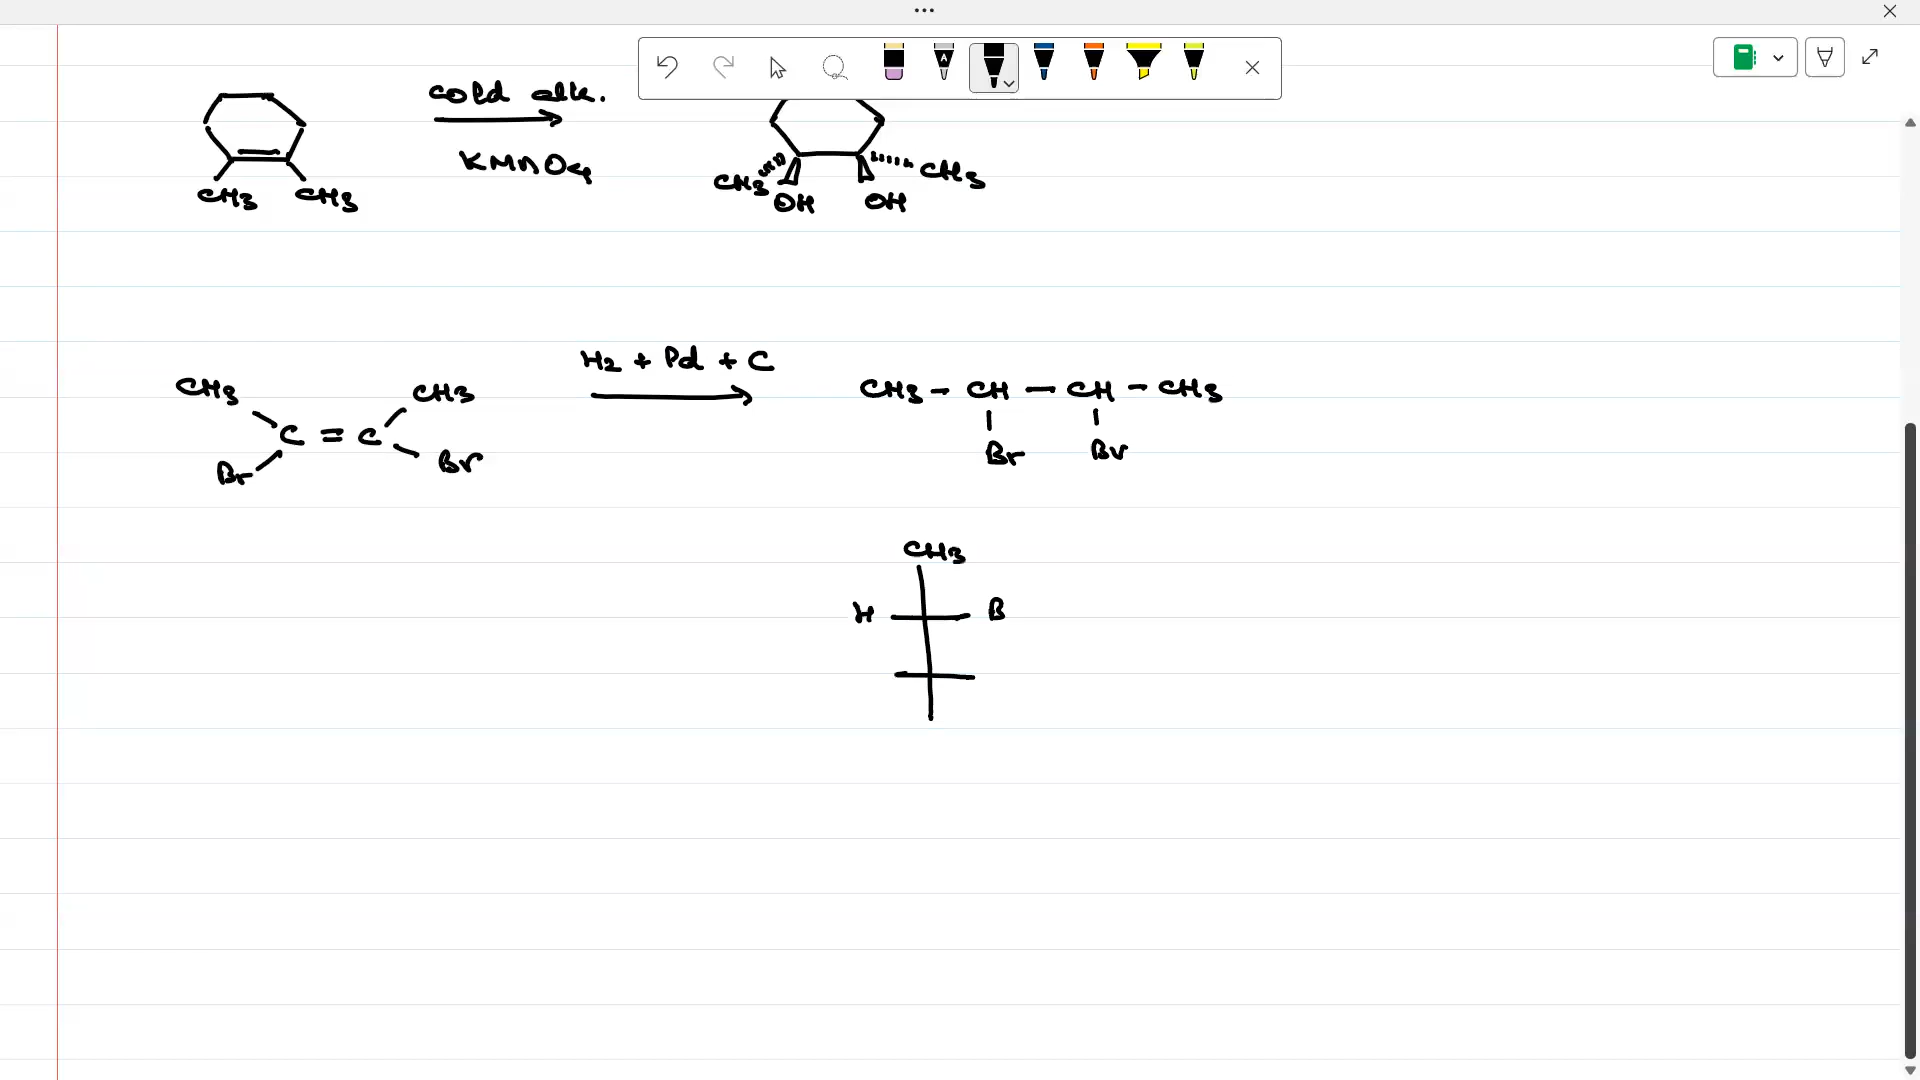 cold alk.
KMnO4
CH3 CH3
CH3 OH OH CH3
H2 + Pd + C
CH3 CH3
C = C
Br Br
CH3 - CH - CH - CH3
Br Br
CH3
H B